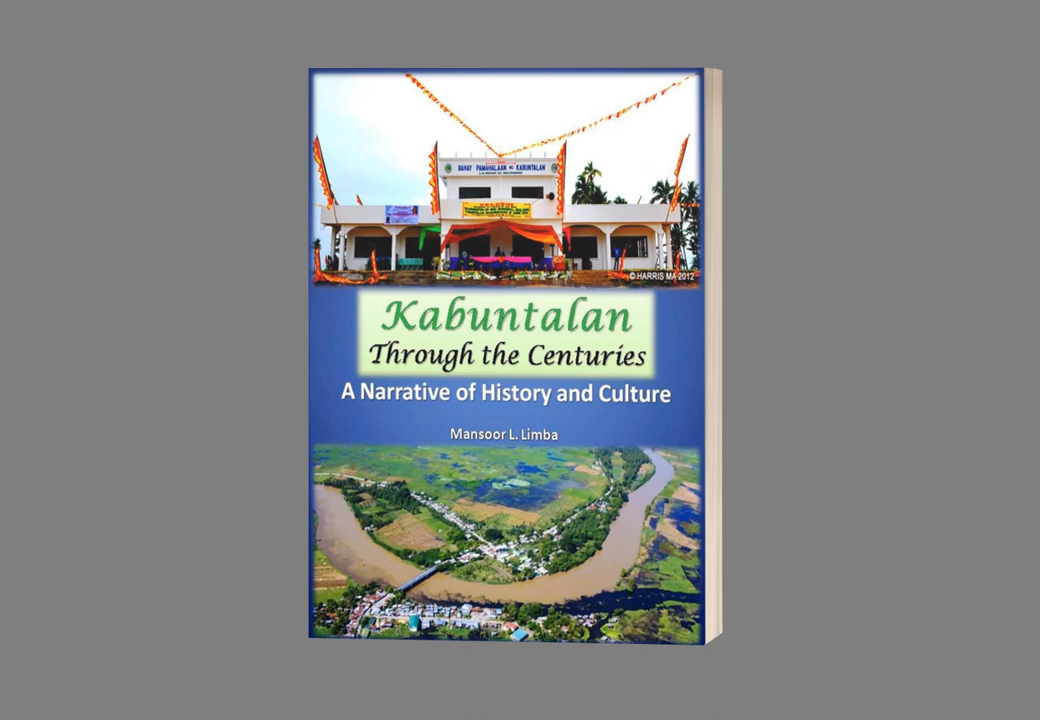 BAHAY PAMAHALAAN NG KABUNTALAN
© HARRIS MA 2012
Kabuntalan
Through the Centuries
A Narrative of History and Culture
Mansoor L. Limba